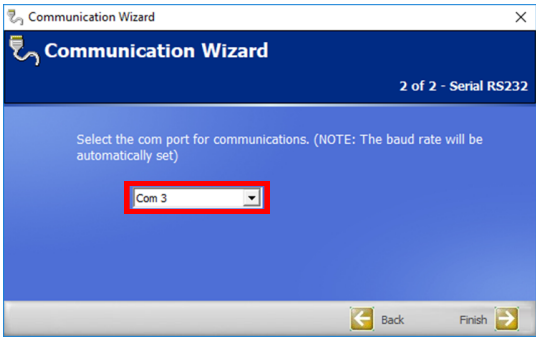 Communication Wizard
Communication Wizard
2 of 2 - Serial RS232
Select the com port for communications. (NOTE: The baud rate will be
automatically set)
Com 3
Back
Finish